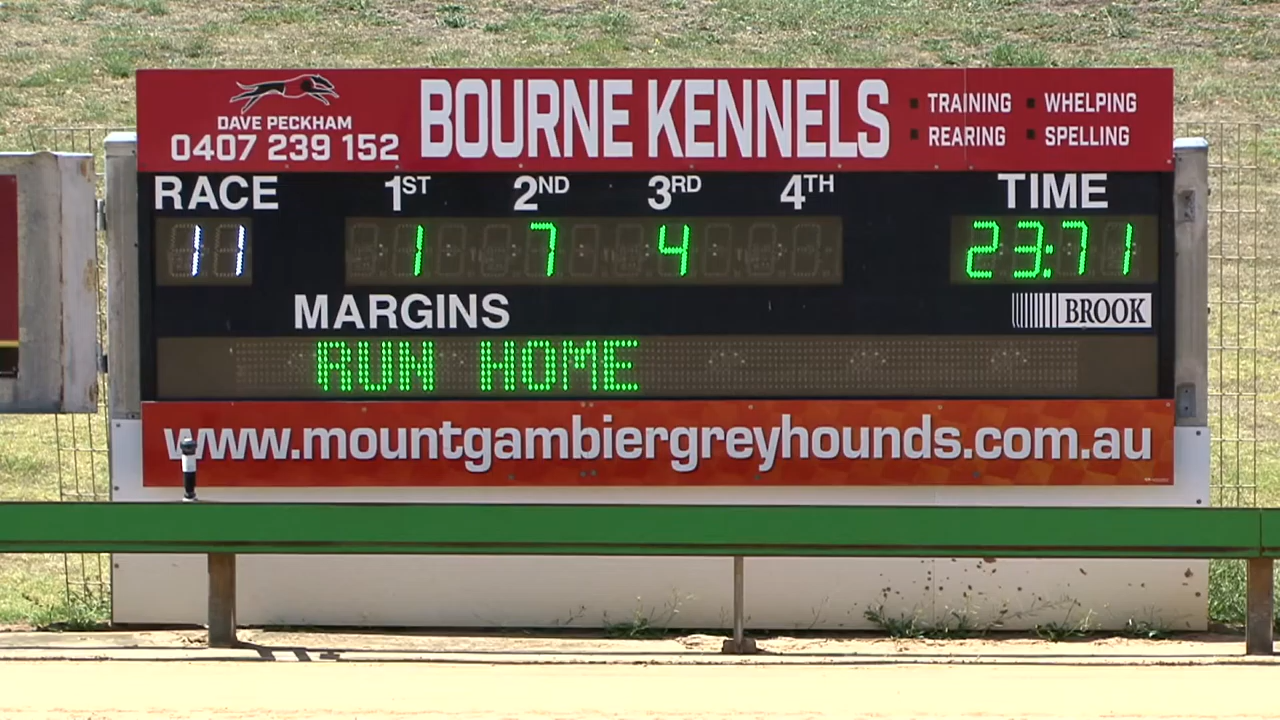 DAVE PECKHAM
0407 239 152
BOURNE KENNELS
▪ TRAINING ▪ WHELPING
▪ REARING ▪ SPELLING
RACE 1ST 2ND 3RD 4TH TIME
11 1 7 4 23:71
MARGINS
BROOK
RUN HOME
www.mountgambiergreyhounds.com.au